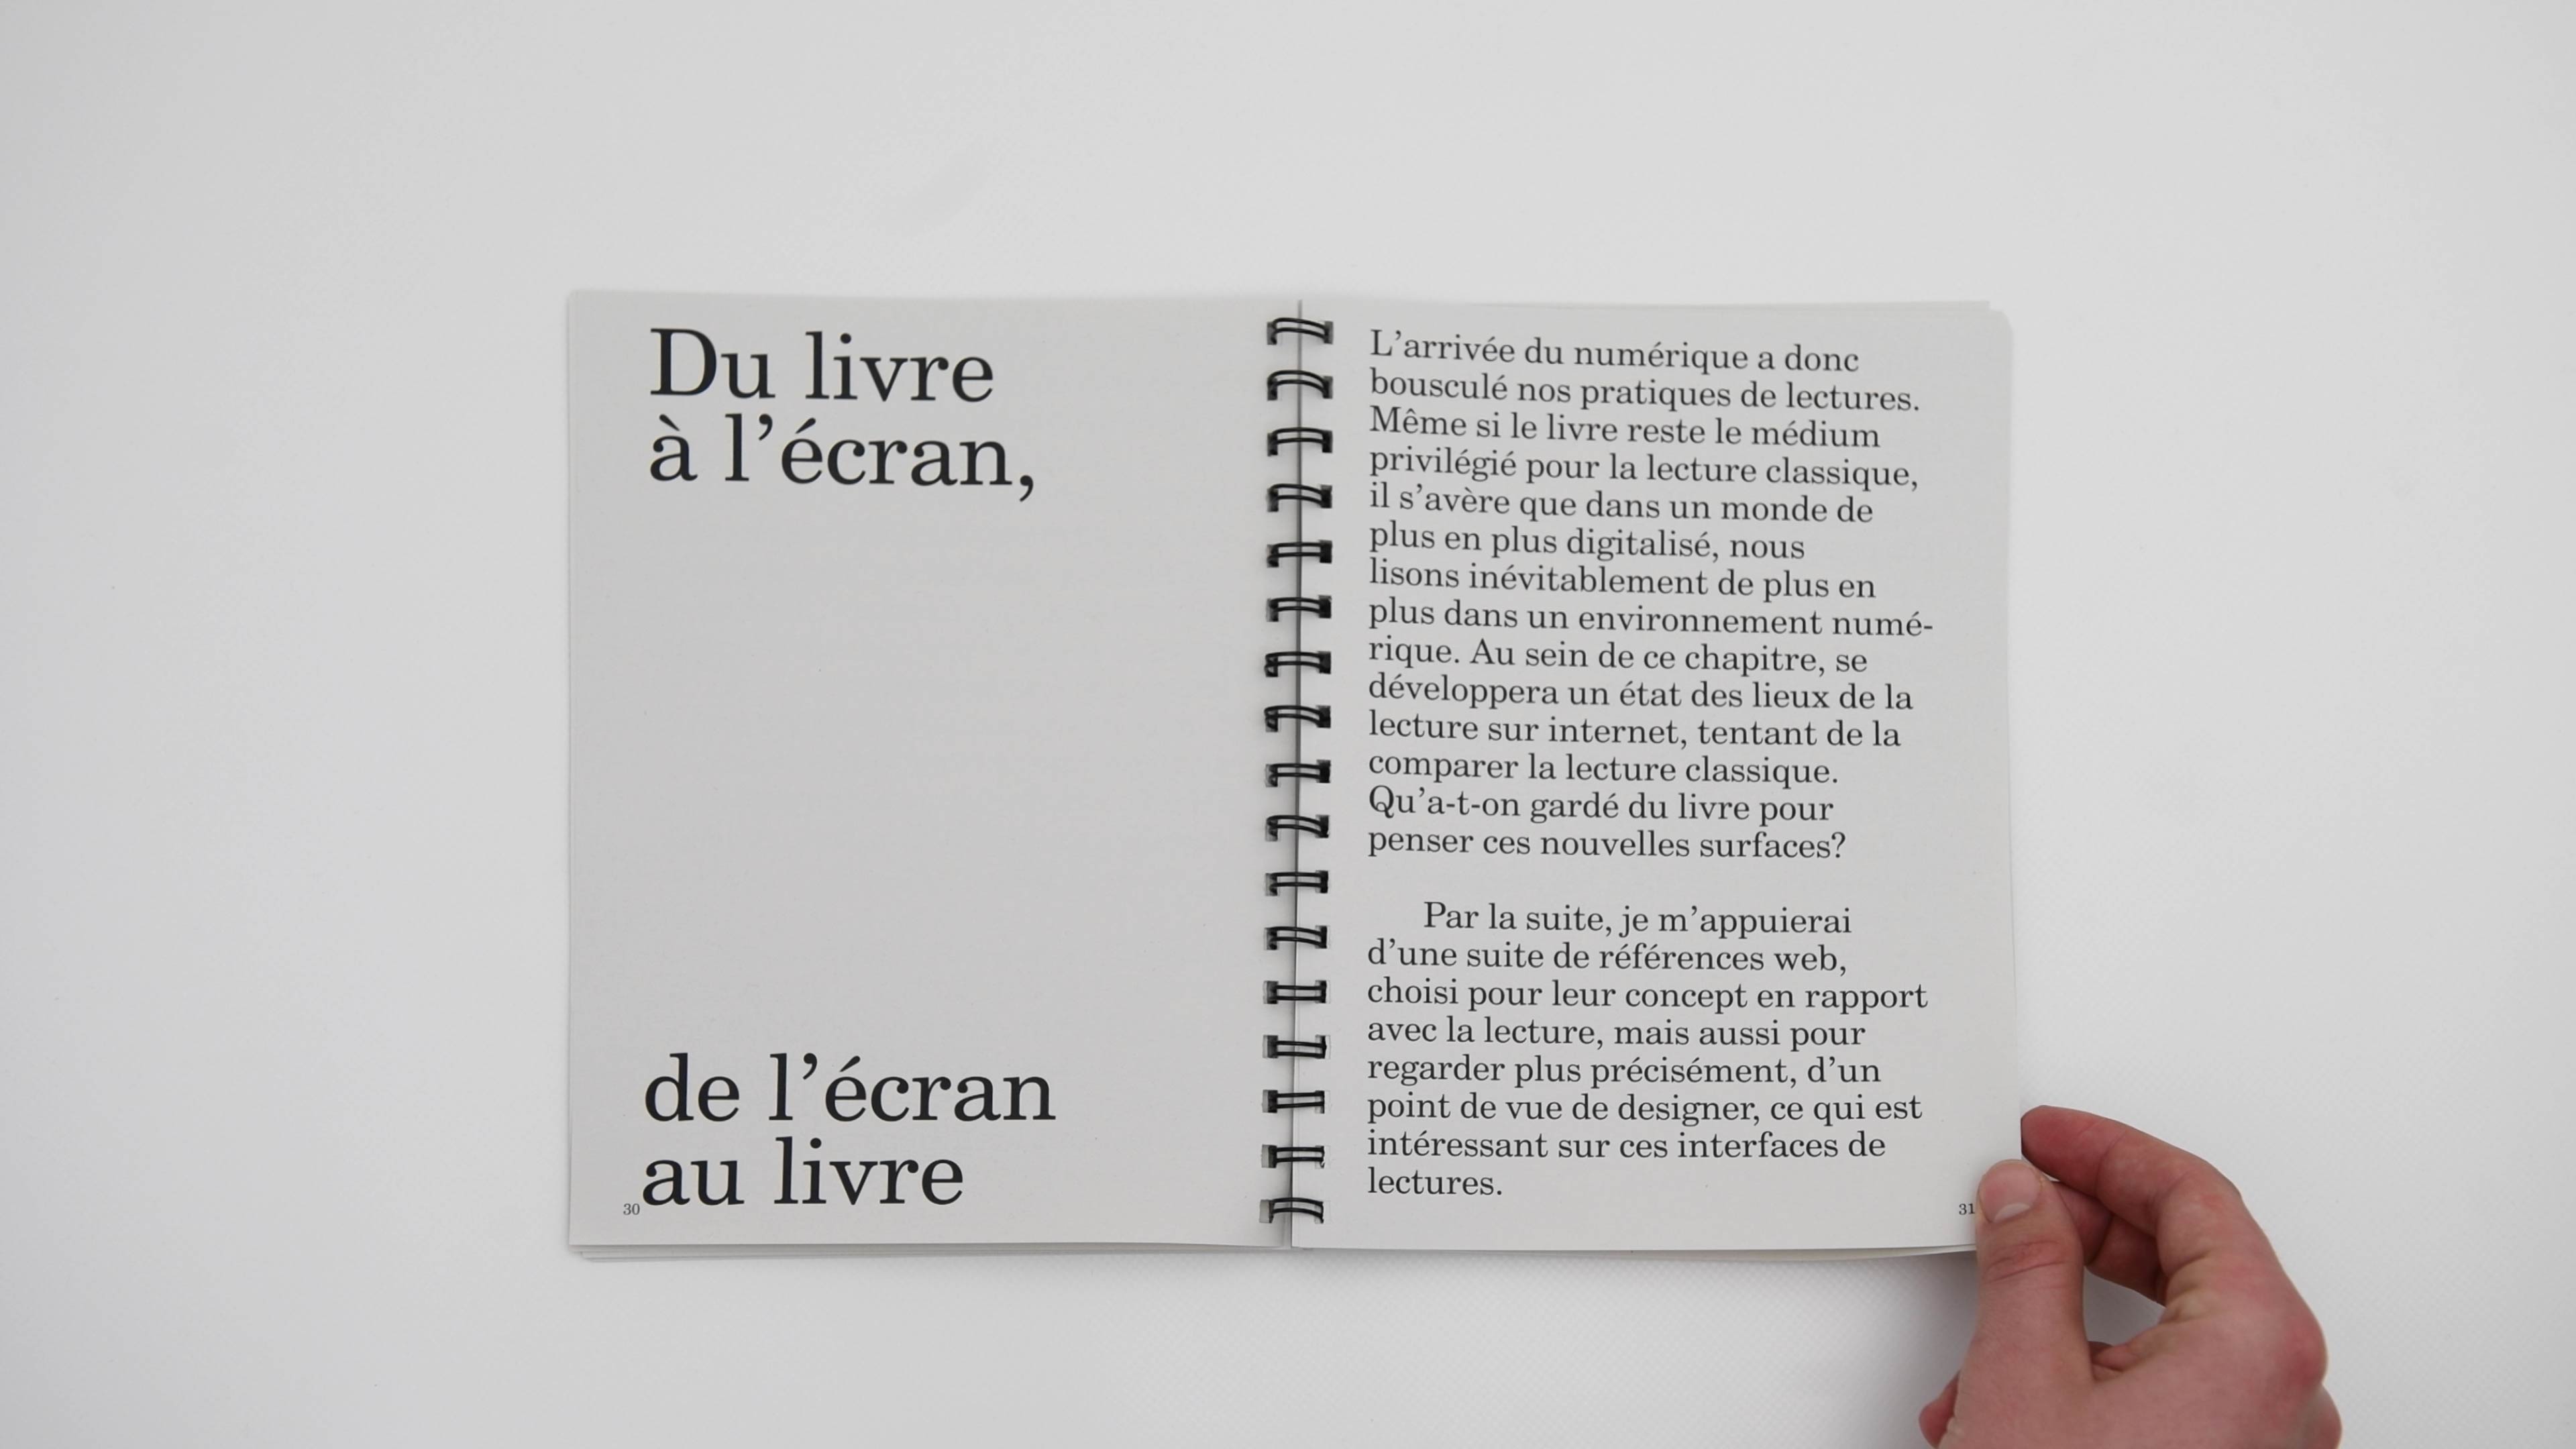 Du livre
à l’écran,
de l’écran
au livre
30
L’arrivée du numérique a donc
bousculé nos pratiques de lectures.
Même si le livre reste le médium
privilégié pour la lecture classique,
il s’avère que dans un monde de
plus en plus digitalisé, nous
lisons inévitablement de plus en
plus dans un environnement numé-
rique. Au sein de ce chapitre, se
développera un état des lieux de la
lecture sur internet, tentant de la
comparer la lecture classique.
Qu’a-t-on gardé du livre pour
penser ces nouvelles surfaces?
Par la suite, je m’appuierai
d’une suite de références web,
choisi pour leur concept en rapport
avec la lecture, mais aussi pour
regarder plus précisément, d’un
point de vue de designer, ce qui est
intéressant sur ces interfaces de
lectures.
31